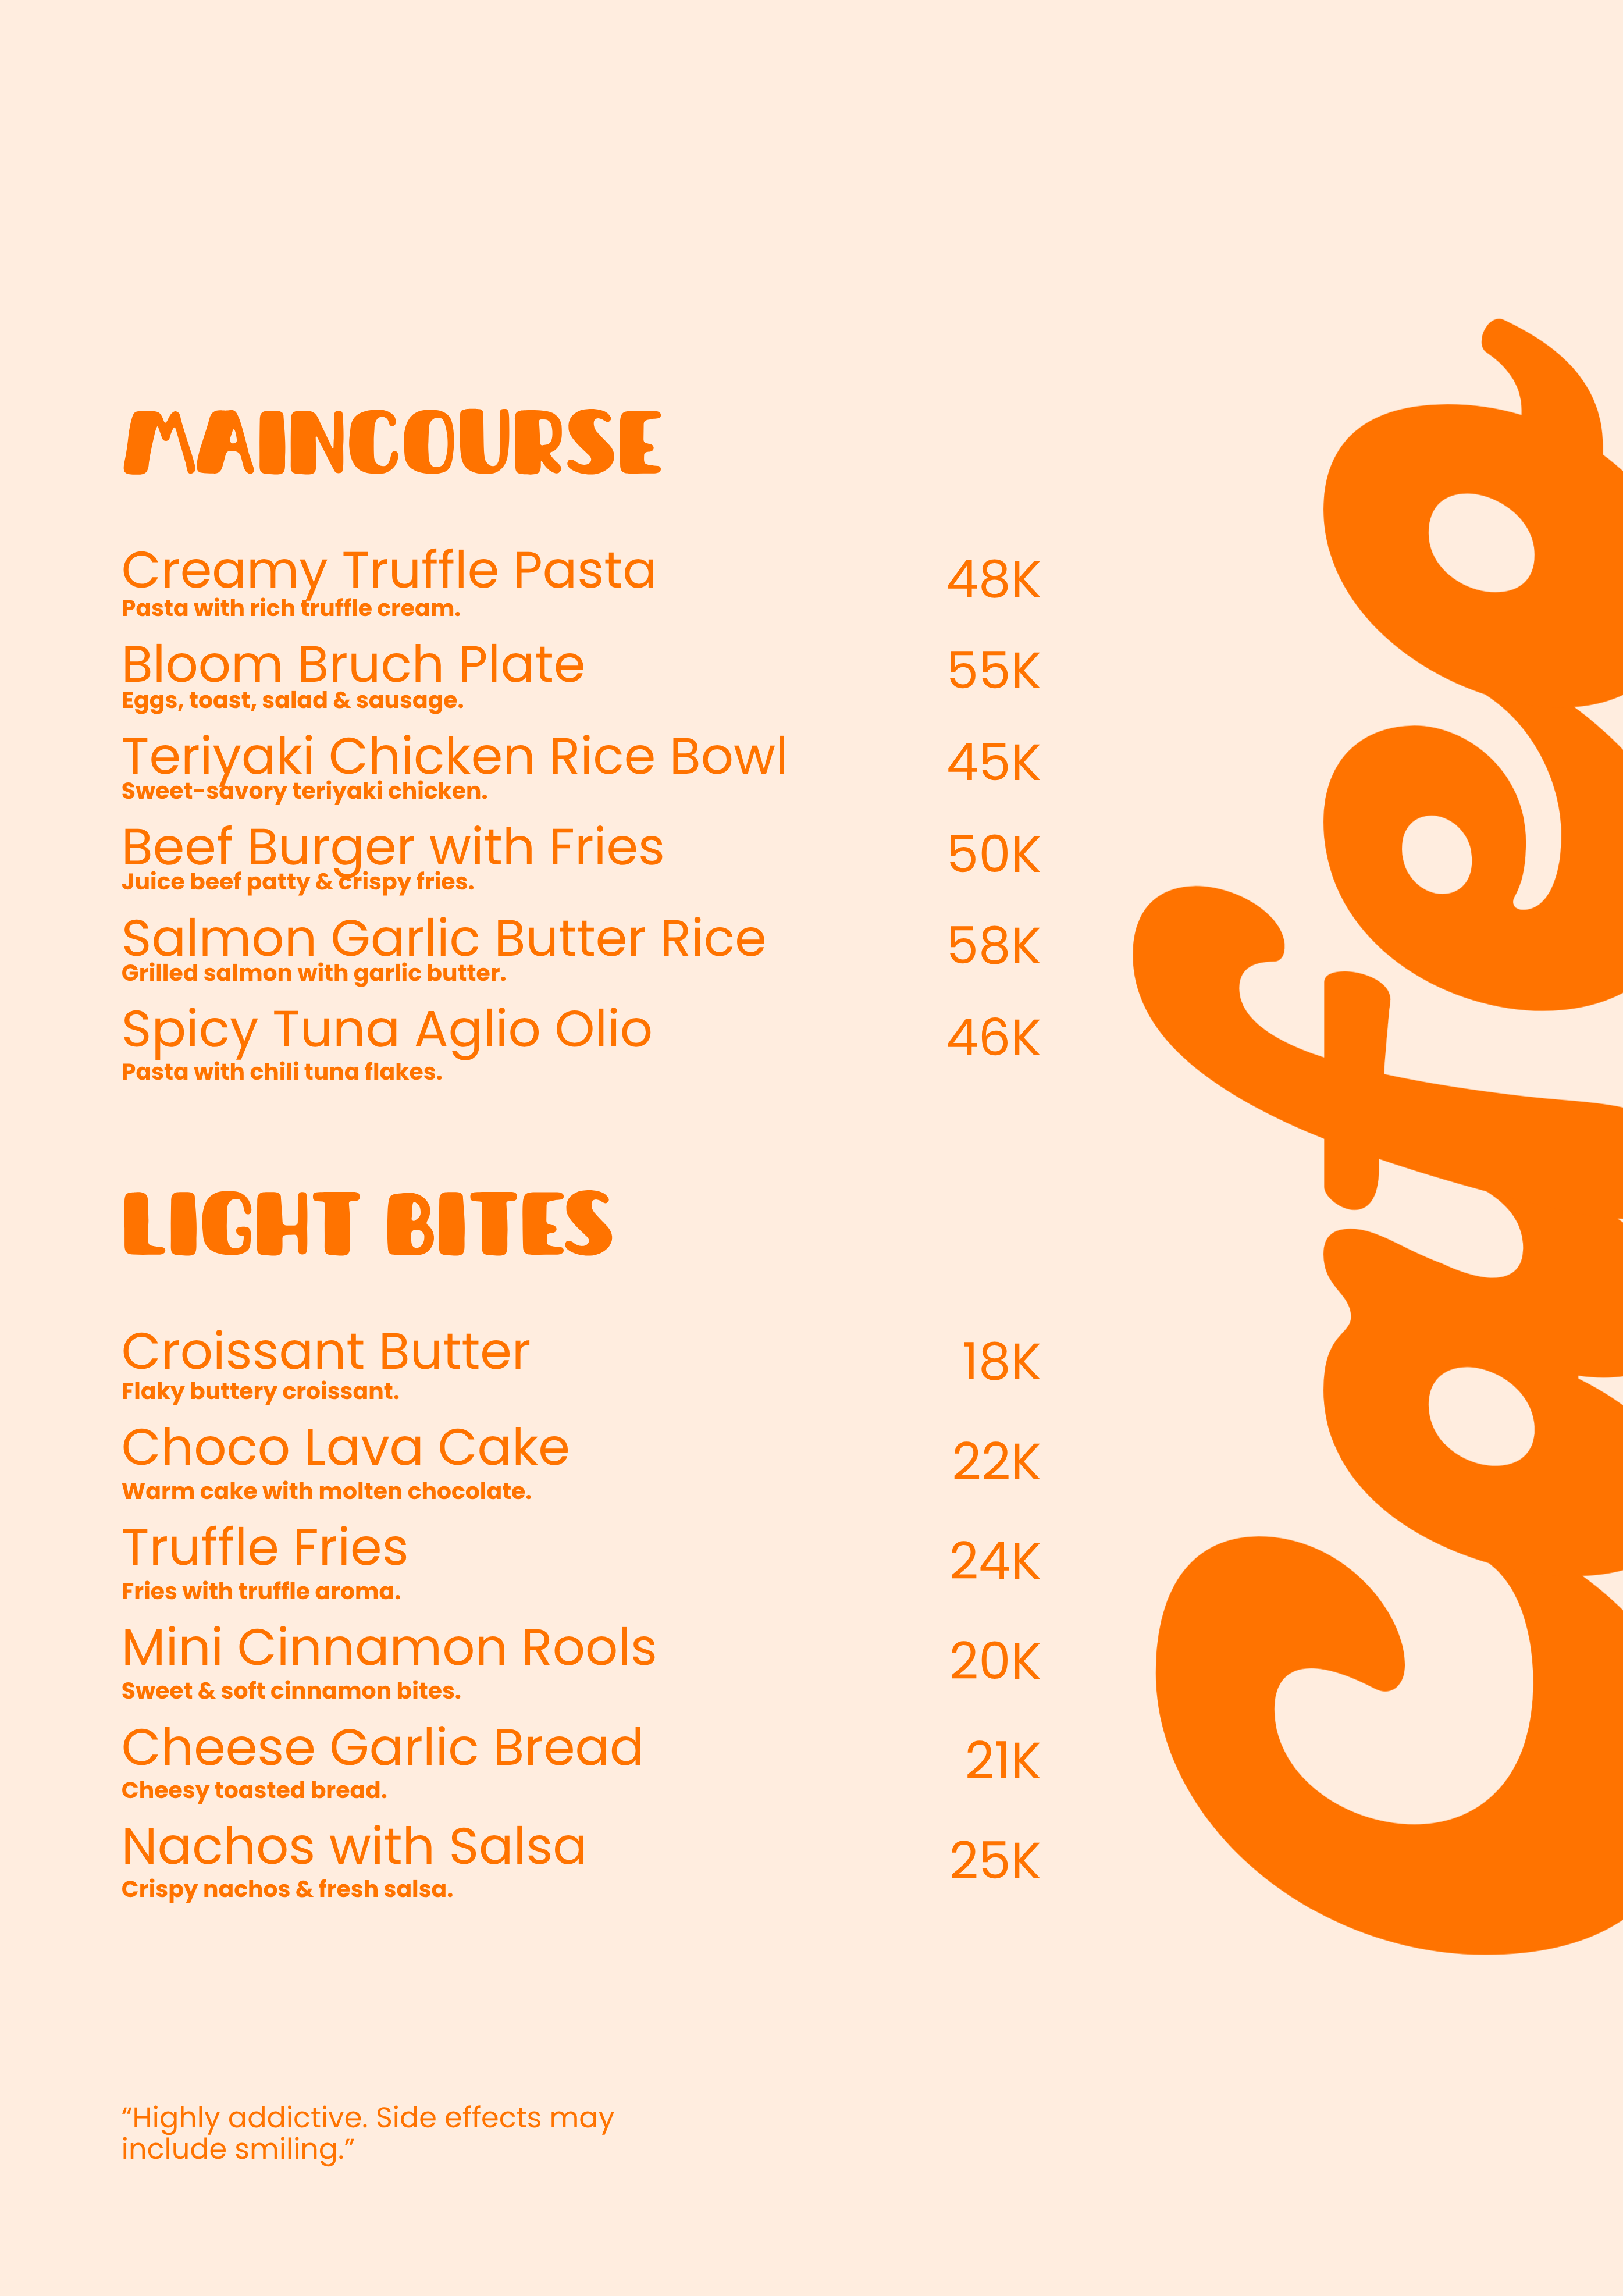 MAINCOURSE
Creamy Truffle Pasta 48K
Pasta with rich truffle cream.
Bloom Bruch Plate 55K
Eggs, toast, salad & sausage.
Teriyaki Chicken Rice Bowl 45K
Sweet-savory teriyaki chicken.
Beef Burger with Fries 50K
Juice beef patty & crispy fries.
Salmon Garlic Butter Rice 58K
Grilled salmon with garlic butter.
Spicy Tuna Aglio Olio 46K
Pasta with chili tuna flakes.
LIGHT BITES
Croissant Butter 18K
Flaky buttery croissant.
Choco Lava Cake 22K
Warm cake with molten chocolate.
Truffle Fries 24K
Fries with truffle aroma.
Mini Cinnamon Rools 20K
Sweet & soft cinnamon bites.
Cheese Garlic Bread 21K
Cheesy toasted bread.
Nachos with Salsa 25K
Crispy nachos & fresh salsa.
“Highly addictive. Side effects may
include smiling.”